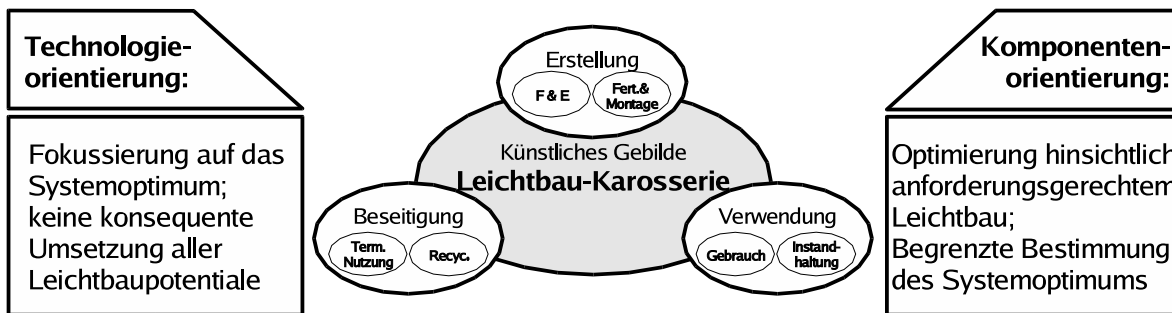 Technologie-
orientierung:
Fokussierung auf das
Systemoptimum;
keine konsequente
Umsetzung aller
Leichtbaupotentiale
Erstellung
F & E
Fert.&
Montage
Künstliches Gebilde
Leichtbau-Karosserie
Beseitigung
Term.
Nutzung
Recyc.
Verwendung
Gebrauch
Instand-
haltung
Komponenten-
orientierung:
Optimierung hinsichtlich
anforderungsgerechtem
Leichtbau;
Begrenzte Bestimmung
des Systemoptimums